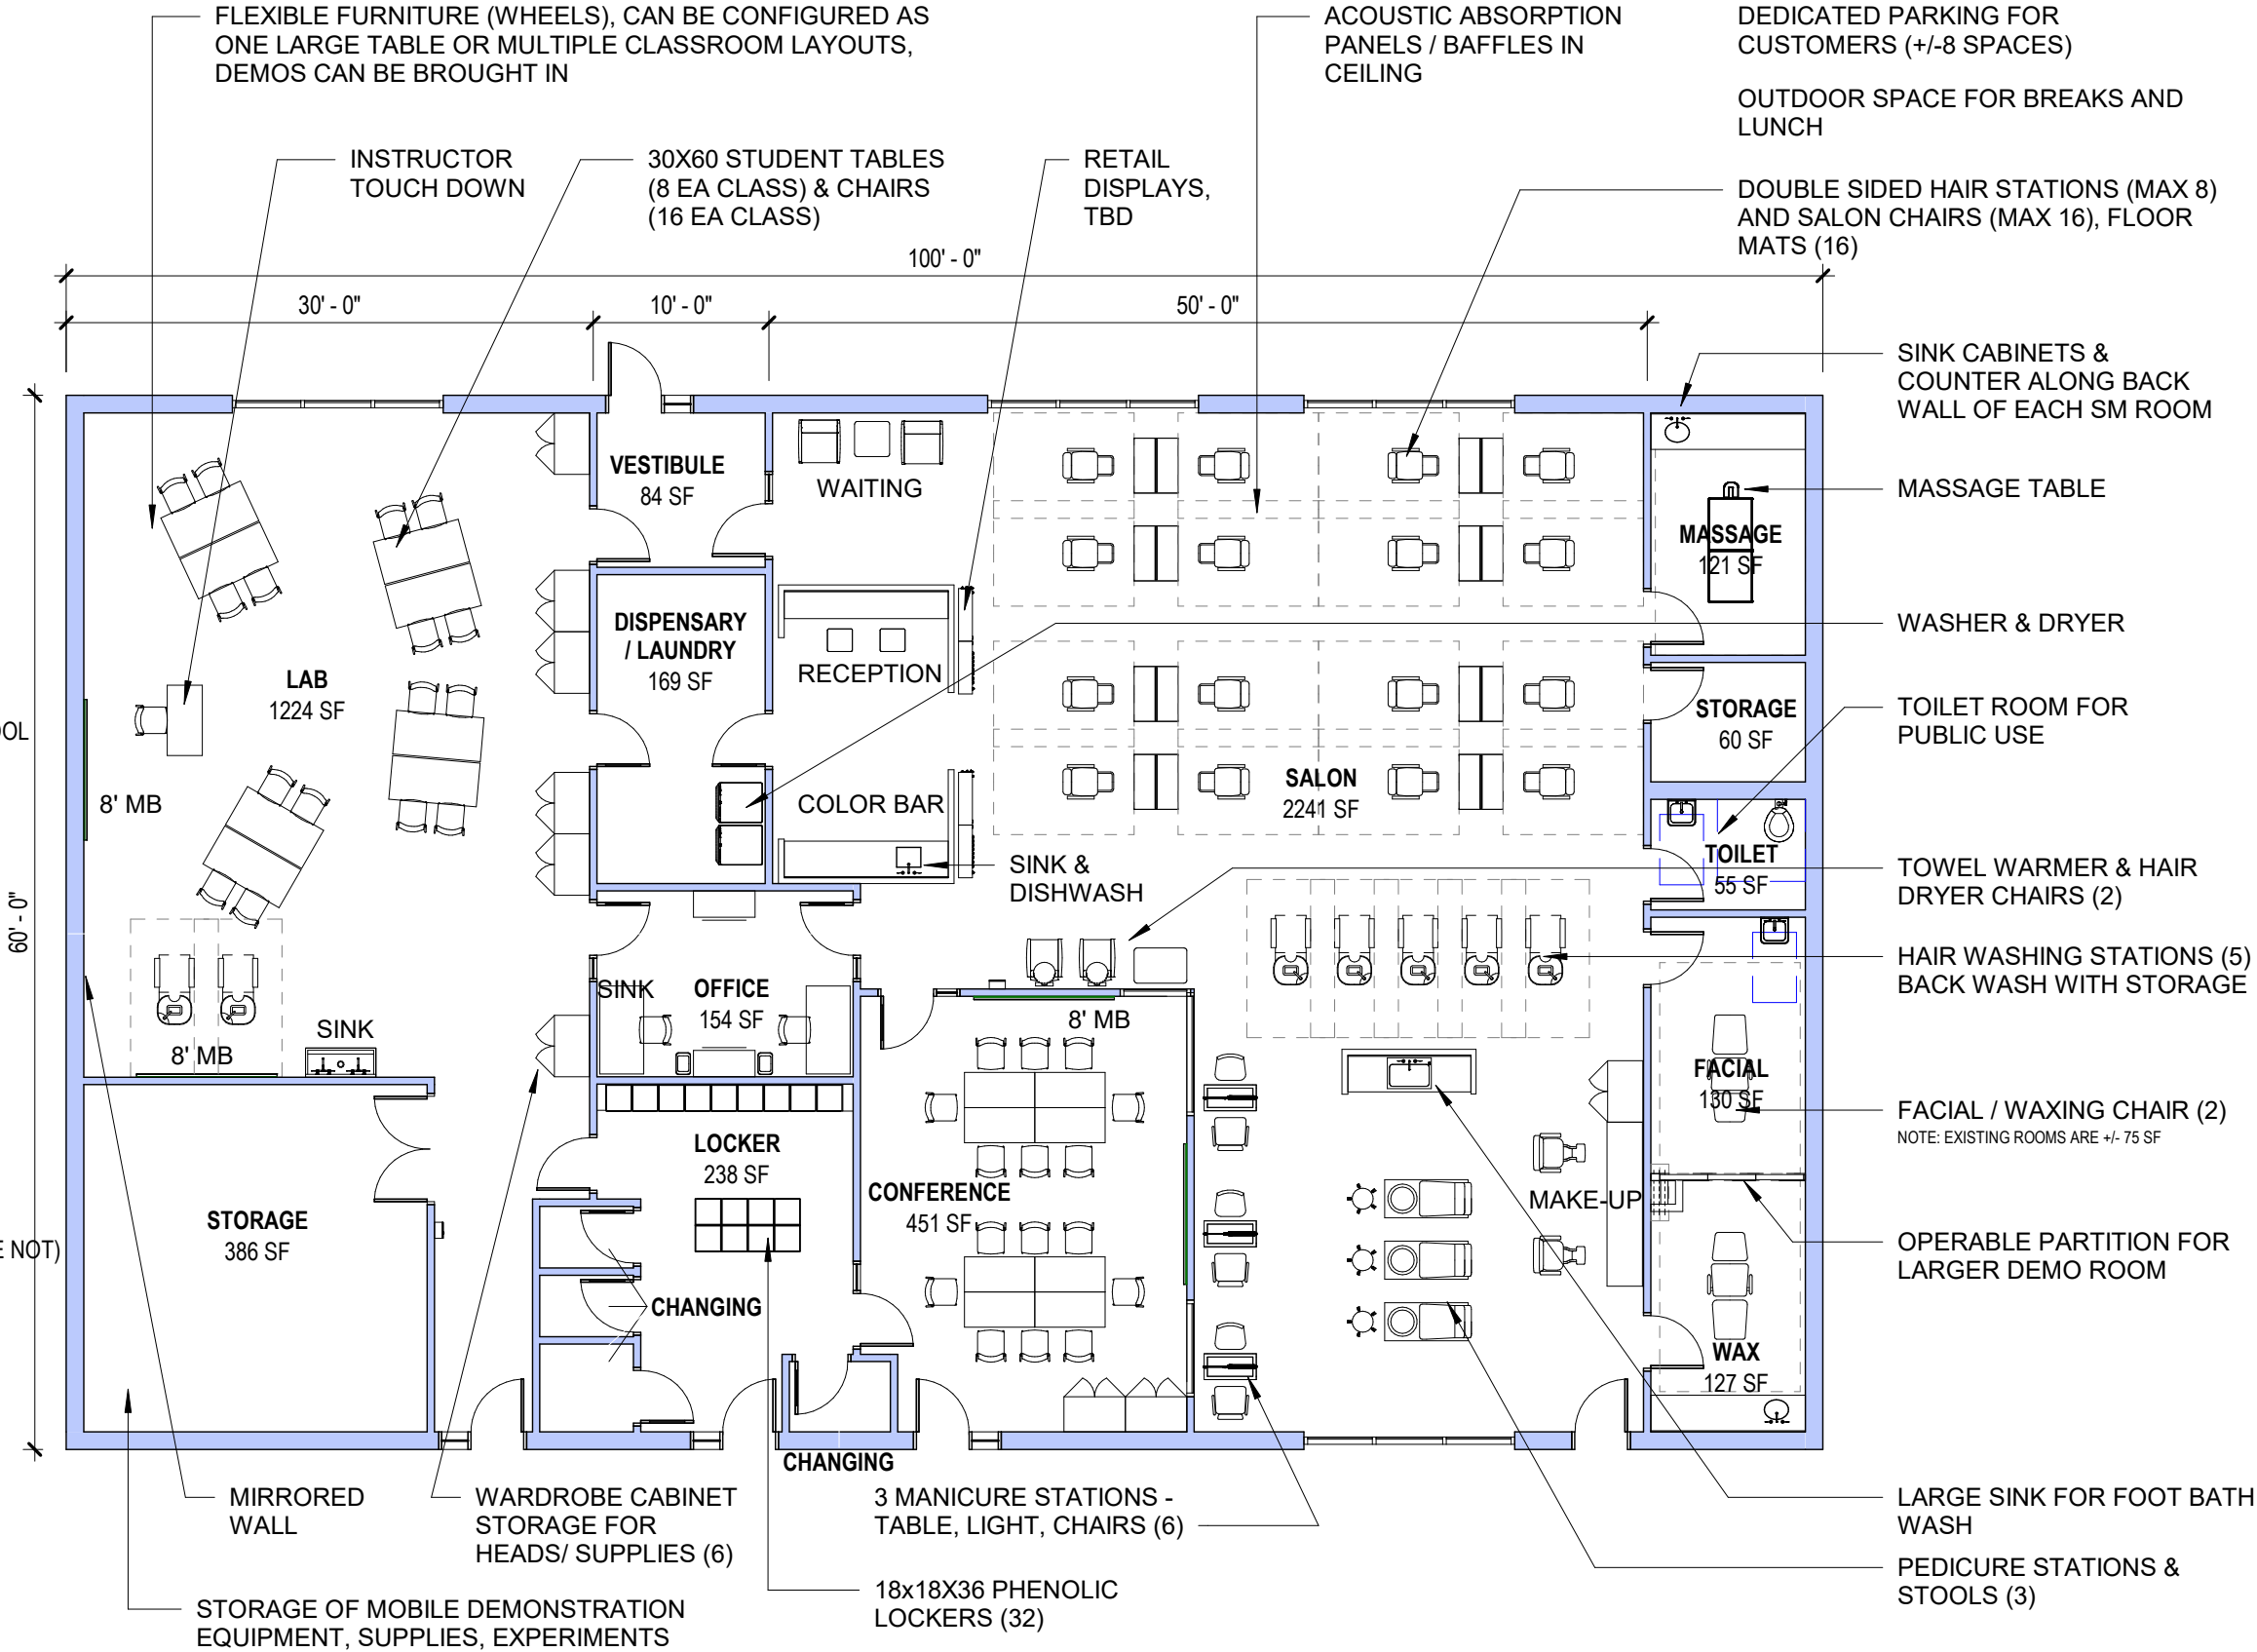 FLEXIBLE FURNITURE (WHEELS), CAN BE CONFIGURED AS
ONE LARGE TABLE OR MULTIPLE CLASSROOM LAYOUTS,
DEMOS CAN BE BROUGHT IN
ACOUSTIC ABSORPTION
PANELS / BAFFLES IN
CEILING
DEDICATED PARKING FOR
CUSTOMERS (+/-8 SPACES)
OUTDOOR SPACE FOR BREAKS AND
LUNCH
INSTRUCTOR
TOUCH DOWN
30X60 STUDENT TABLES
(8 EA CLASS) & CHAIRS
(16 EA CLASS)
RETAIL
DISPLAYS,
TBD
DOUBLE SIDED HAIR STATIONS (MAX 8)
AND SALON CHAIRS (MAX 16), FLOOR
MATS (16)
100' - 0"
30' - 0"
10' - 0"
50' - 0"
SINK CABINETS &
COUNTER ALONG BACK
WALL OF EACH SM ROOM
VESTIBULE
84 SF
WAITING
MASSAGE TABLE
MASSAGE
121 SF
DISPENSARY
/ LAUNDRY
169 SF
WASHER & DRYER
RECEPTION
LAB
1224 SF
STORAGE
60 SF
TOILET ROOM FOR
PUBLIC USE
OOL
8' MB
COLOR BAR
SALON
2241 SF
SINK &
DISHWASH
TOILET
55 SF
TOWEL WARMER & HAIR
DRYER CHAIRS (2)
60' - 0"
HAIR WASHING STATIONS (5)
BACK WASH WITH STORAGE
SINK
OFFICE
154 SF
8' MB
SINK
8' MB
FACIAL
130 SF
FACIAL / WAXING CHAIR (2)
NOTE: EXISTING ROOMS ARE +/- 75 SF
LOCKER
238 SF
CONFERENCE
451 SF
MAKE-UP
STORAGE
386 SF
E NOT)
OPERABLE PARTITION FOR
LARGER DEMO ROOM
CHANGING
WAX
127 SF
CHANGING
MIRRORED
WALL
WARDROBE CABINET
STORAGE FOR
HEADS/ SUPPLIES (6)
3 MANICURE STATIONS -
TABLE, LIGHT, CHAIRS (6)
LARGE SINK FOR FOOT BATH
WASH
PEDICURE STATIONS &
STOOLS (3)
18x18X36 PHENOLIC
LOCKERS (32)
STORAGE OF MOBILE DEMONSTRATION
EQUIPMENT, SUPPLIES, EXPERIMENTS